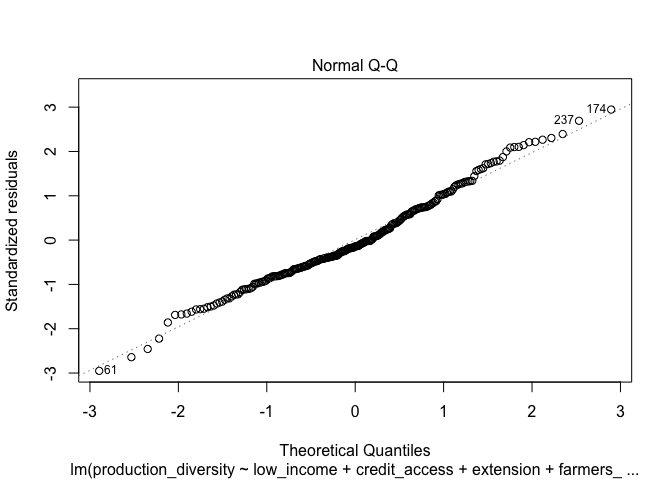 Normal Q-Q
Standardized residuals
3
2
1
0
-1
-2
-3
174
237
61
-3 -2 -1 0 1 2 3
Theoretical Quantiles
lm(production_diversity ~ low_income + credit_access + extension + farmers_ ...